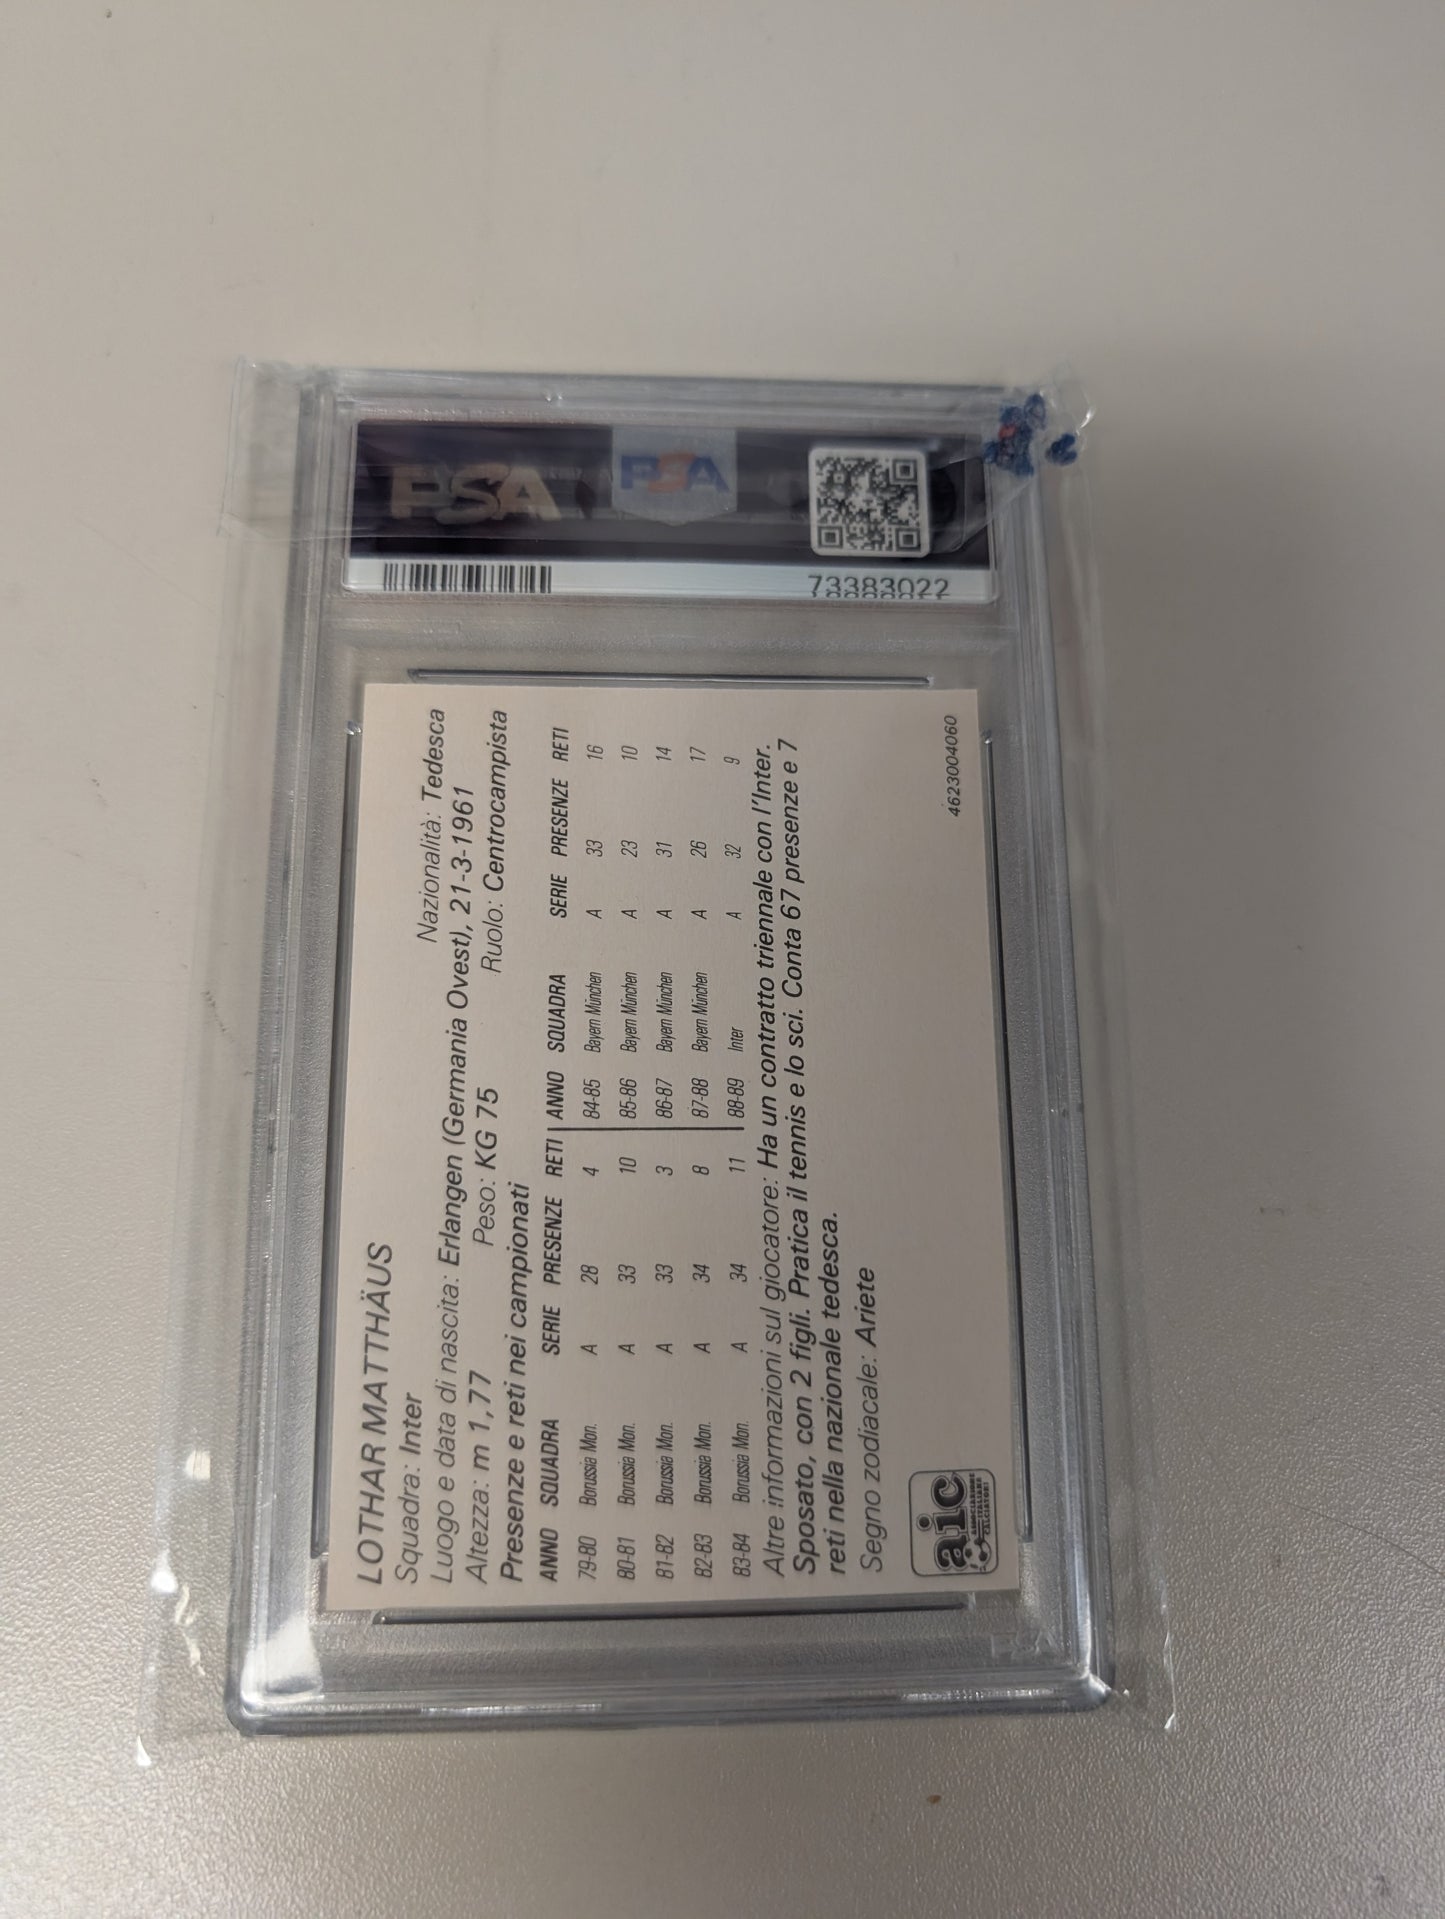 PSA
PSA
73383022
LOTHAR MATTHÄUS
Squadra: Inter
Nazionalità: Tedesca
Luogo e data di nascita: Erlangen (Germania Ovest), 21-3-1961
Altezza: m 1,77 Peso: KG 75 Ruolo: Centrocampista
Presenze e reti nei campionati
ANNO SQUADRA SERIE PRESENZE RETI ANNO SQUADRA SERIE PRESENZE RETI
79-80 Borussia Mon. A 28 4 84-85 Bayern München A 33 16
80-81 Borussia Mon. A 33 10 85-86 Bayern München A 23 10
81-82 Borussia Mon. A 33 3 86-87 Bayern München A 31 14
82-83 Borussia Mon. A 34 8 87-88 Bayern München A 26 17
83-84 Borussia Mon. A 34 11 88-89 Inter A 32 9
Altre informazioni sul giocatore: Ha un contratto triennale con l'Inter.
Sposato, con 2 figli. Pratica il tennis e lo sci. Conta 67 presenze e 7
reti nella nazionale tedesca.
Segno zodiacale: Ariete
aic
ASSOCIAZIONE
ITALIANA
CALCIATORI
4623004060